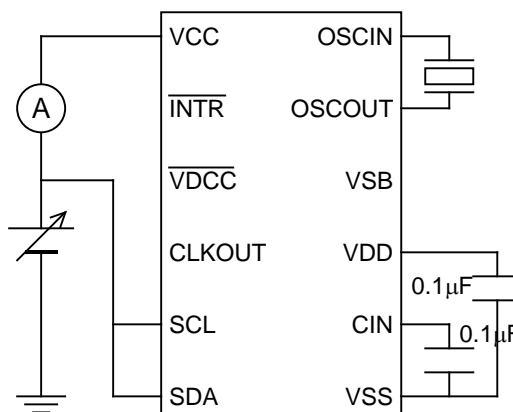 VCC OSCIN
A
INTR OSCOUT
VDCC VSB
CLKOUT VDD
0.1μF
SCL CIN
0.1μF
SDA VSS